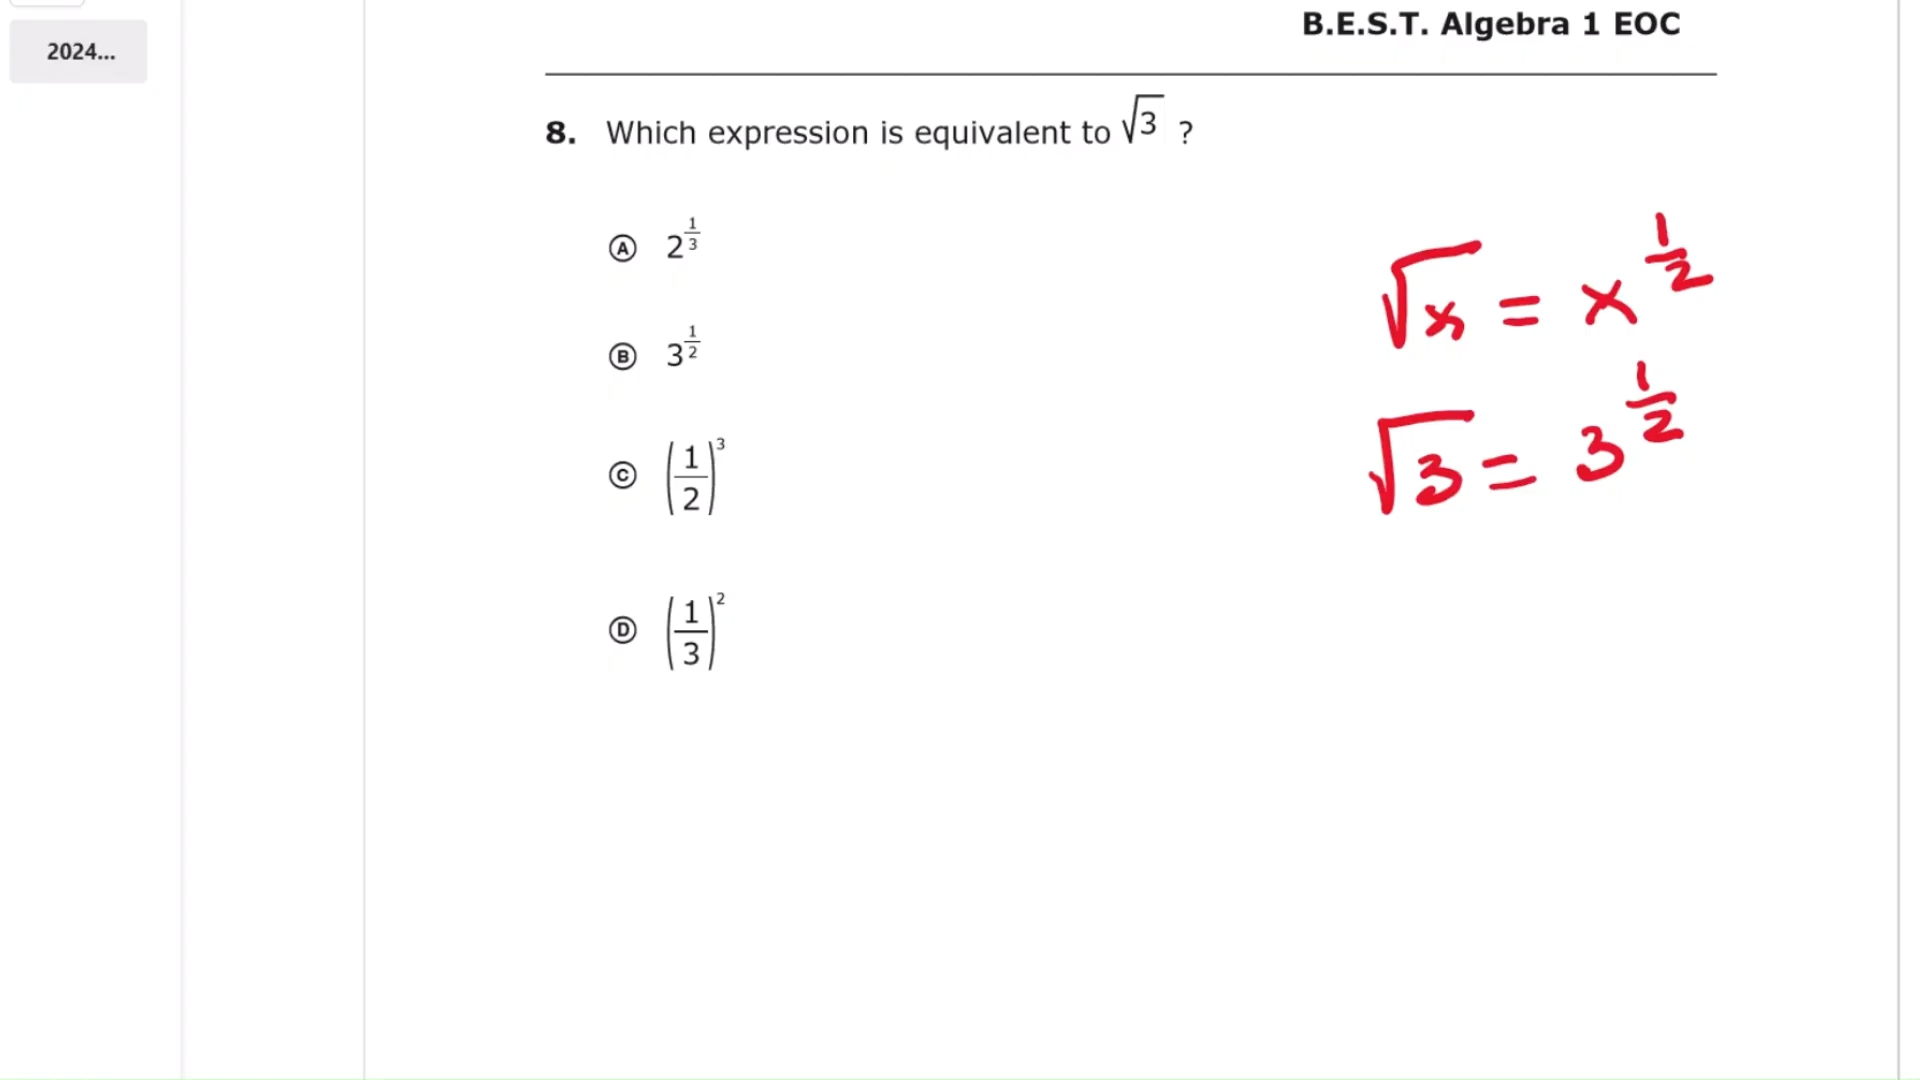 2024...
B.E.S.T. Algebra 1 EOC
8. Which expression is equivalent to √3 ?
Ⓐ 2^(1/3)
Ⓑ 3^(1/2)
Ⓒ (1/2)^3
Ⓓ (1/3)^2
√x = x^(1/2)
√3 = 3^(1/2)